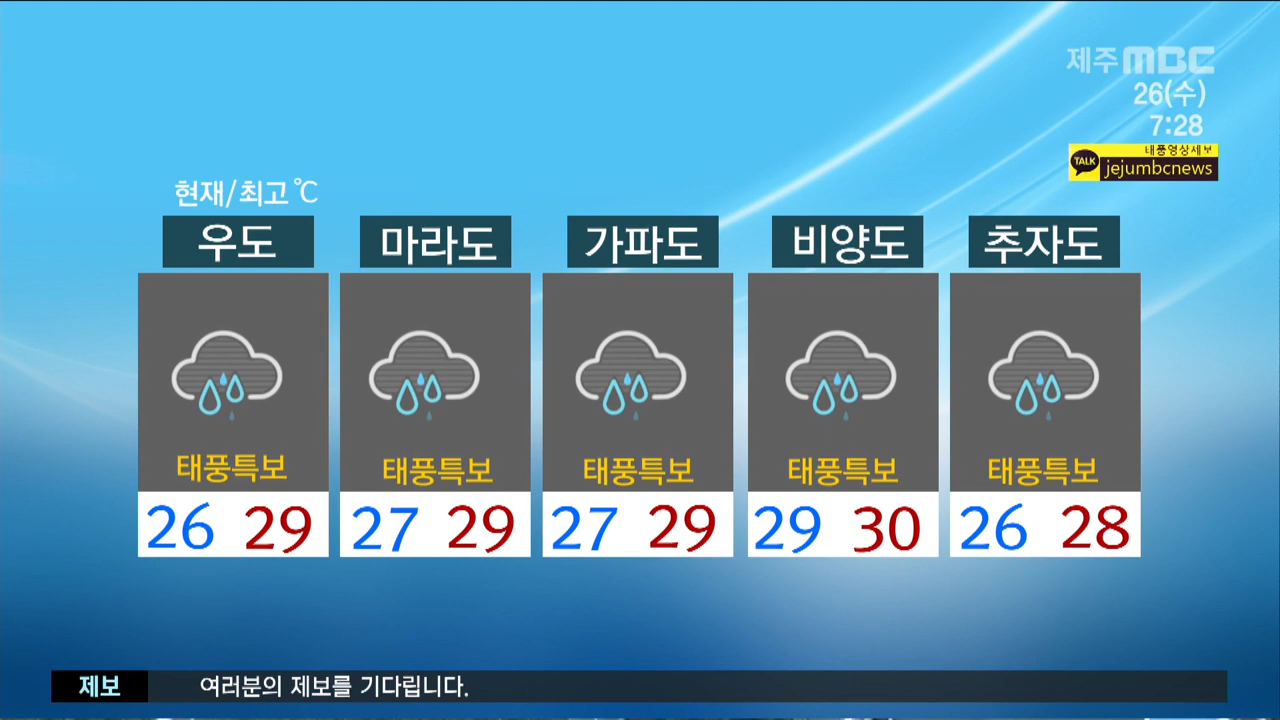 제주MBC
26(수)
7:28
태풍영상제보
TALK
jejumbcnews
현재/최고 ℃
우도 마라도 가파도 비양도 추자도
태풍특보 태풍특보 태풍특보 태풍특보 태풍특보
26 29 27 29 27 29 29 30 26 28
제보 여러분의 제보를 기다립니다.